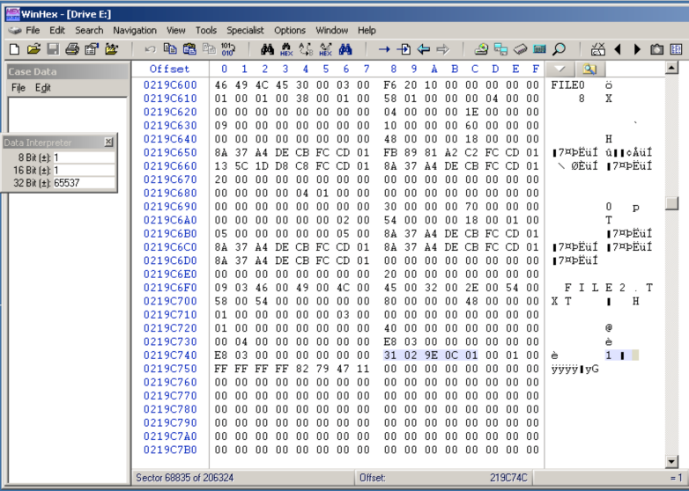 WinHex - [Drive E:]
File Edit Search Navigation View Tools Specialist Options Window Help
Case Data
File Edit
Data Interpreter
8 Bit (±): 1
16 Bit (±): 1
32 Bit (±): 65537
Offset 0 1 2 3 4 5 6 7 8 9 A B C D E F
0219C600 46 49 4C 45 30 00 03 00 F6 20 10 00 00 00 00 00 FILE0 ö
0219C610 01 00 01 00 38 00 01 00 58 01 00 00 00 04 00 00 8 X
0219C620 00 00 00 00 00 00 00 00 04 00 00 00 1E 00 00 00
0219C630 09 00 00 00 00 00 00 00 10 00 00 00 60 00 00 00 `
0219C640 00 00 00 00 00 00 00 00 48 00 00 00 18 00 00 00 H
0219C650 8A 37 A4 DE CB FC CD 01 FB 89 81 A2 C2 FC CD 01 7¤ÞËüÍ û ¢ÂüÍ
0219C660 13 5C 1D D8 C8 FC CD 01 8A 37 A4 DE CB FC CD 01 \ ØÈüÍ 7¤ÞËüÍ
0219C670 20 00 00 00 00 00 00 00 00 00 00 00 00 00 00 00
0219C680 00 00 00 00 04 01 00 00 00 00 00 00 00 00 00 00
0219C690 00 00 00 00 00 00 00 00 30 00 00 00 70 00 00 00 0 p
0219C6A0 00 00 00 00 00 00 02 00 54 00 00 00 18 00 01 00 T
0219C6B0 05 00 00 00 00 00 05 00 8A 37 A4 DE CB FC CD 01 7¤ÞËüÍ
0219C6C0 8A 37 A4 DE CB FC CD 01 8A 37 A4 DE CB FC CD 01 7¤ÞËüÍ 7¤ÞËüÍ
0219C6D0 8A 37 A4 DE CB FC CD 01 00 00 00 00 00 00 00 00 7¤ÞËüÍ
0219C6E0 00 00 00 00 00 00 00 00 20 00 00 00 00 00 00 00
0219C6F0 09 03 46 00 49 00 4C 00 45 00 32 00 2E 00 54 00 F I L E 2 . T
0219C700 58 00 54 00 00 00 00 00 80 00 00 00 48 00 00 00 X T H
0219C710 01 00 00 00 00 00 03 00 00 00 00 00 00 00 00 00
0219C720 01 00 00 00 00 00 00 00 40 00 00 00 00 00 00 00 @
0219C730 00 04 00 00 00 00 00 00 E8 03 00 00 00 00 00 00 è
0219C740 E8 03 00 00 00 00 00 00 31 02 9E 0C 01 00 01 00 è 1
0219C750 FF FF FF FF 82 79 47 11 00 00 00 00 00 00 00 00 ÿÿÿÿ yG
0219C760 00 00 00 00 00 00 00 00 00 00 00 00 00 00 00 00
0219C770 00 00 00 00 00 00 00 00 00 00 00 00 00 00 00 00
0219C780 00 00 00 00 00 00 00 00 00 00 00 00 00 00 00 00
0219C790 00 00 00 00 00 00 00 00 00 00 00 00 00 00 00 00
0219C7A0 00 00 00 00 00 00 00 00 00 00 00 00 00 00 00 00
0219C7B0 00 00 00 00 00 00 00 00 00 00 00 00 00 00 00 00
Sector 68835 of 206324 Offset: 219C74C = 1